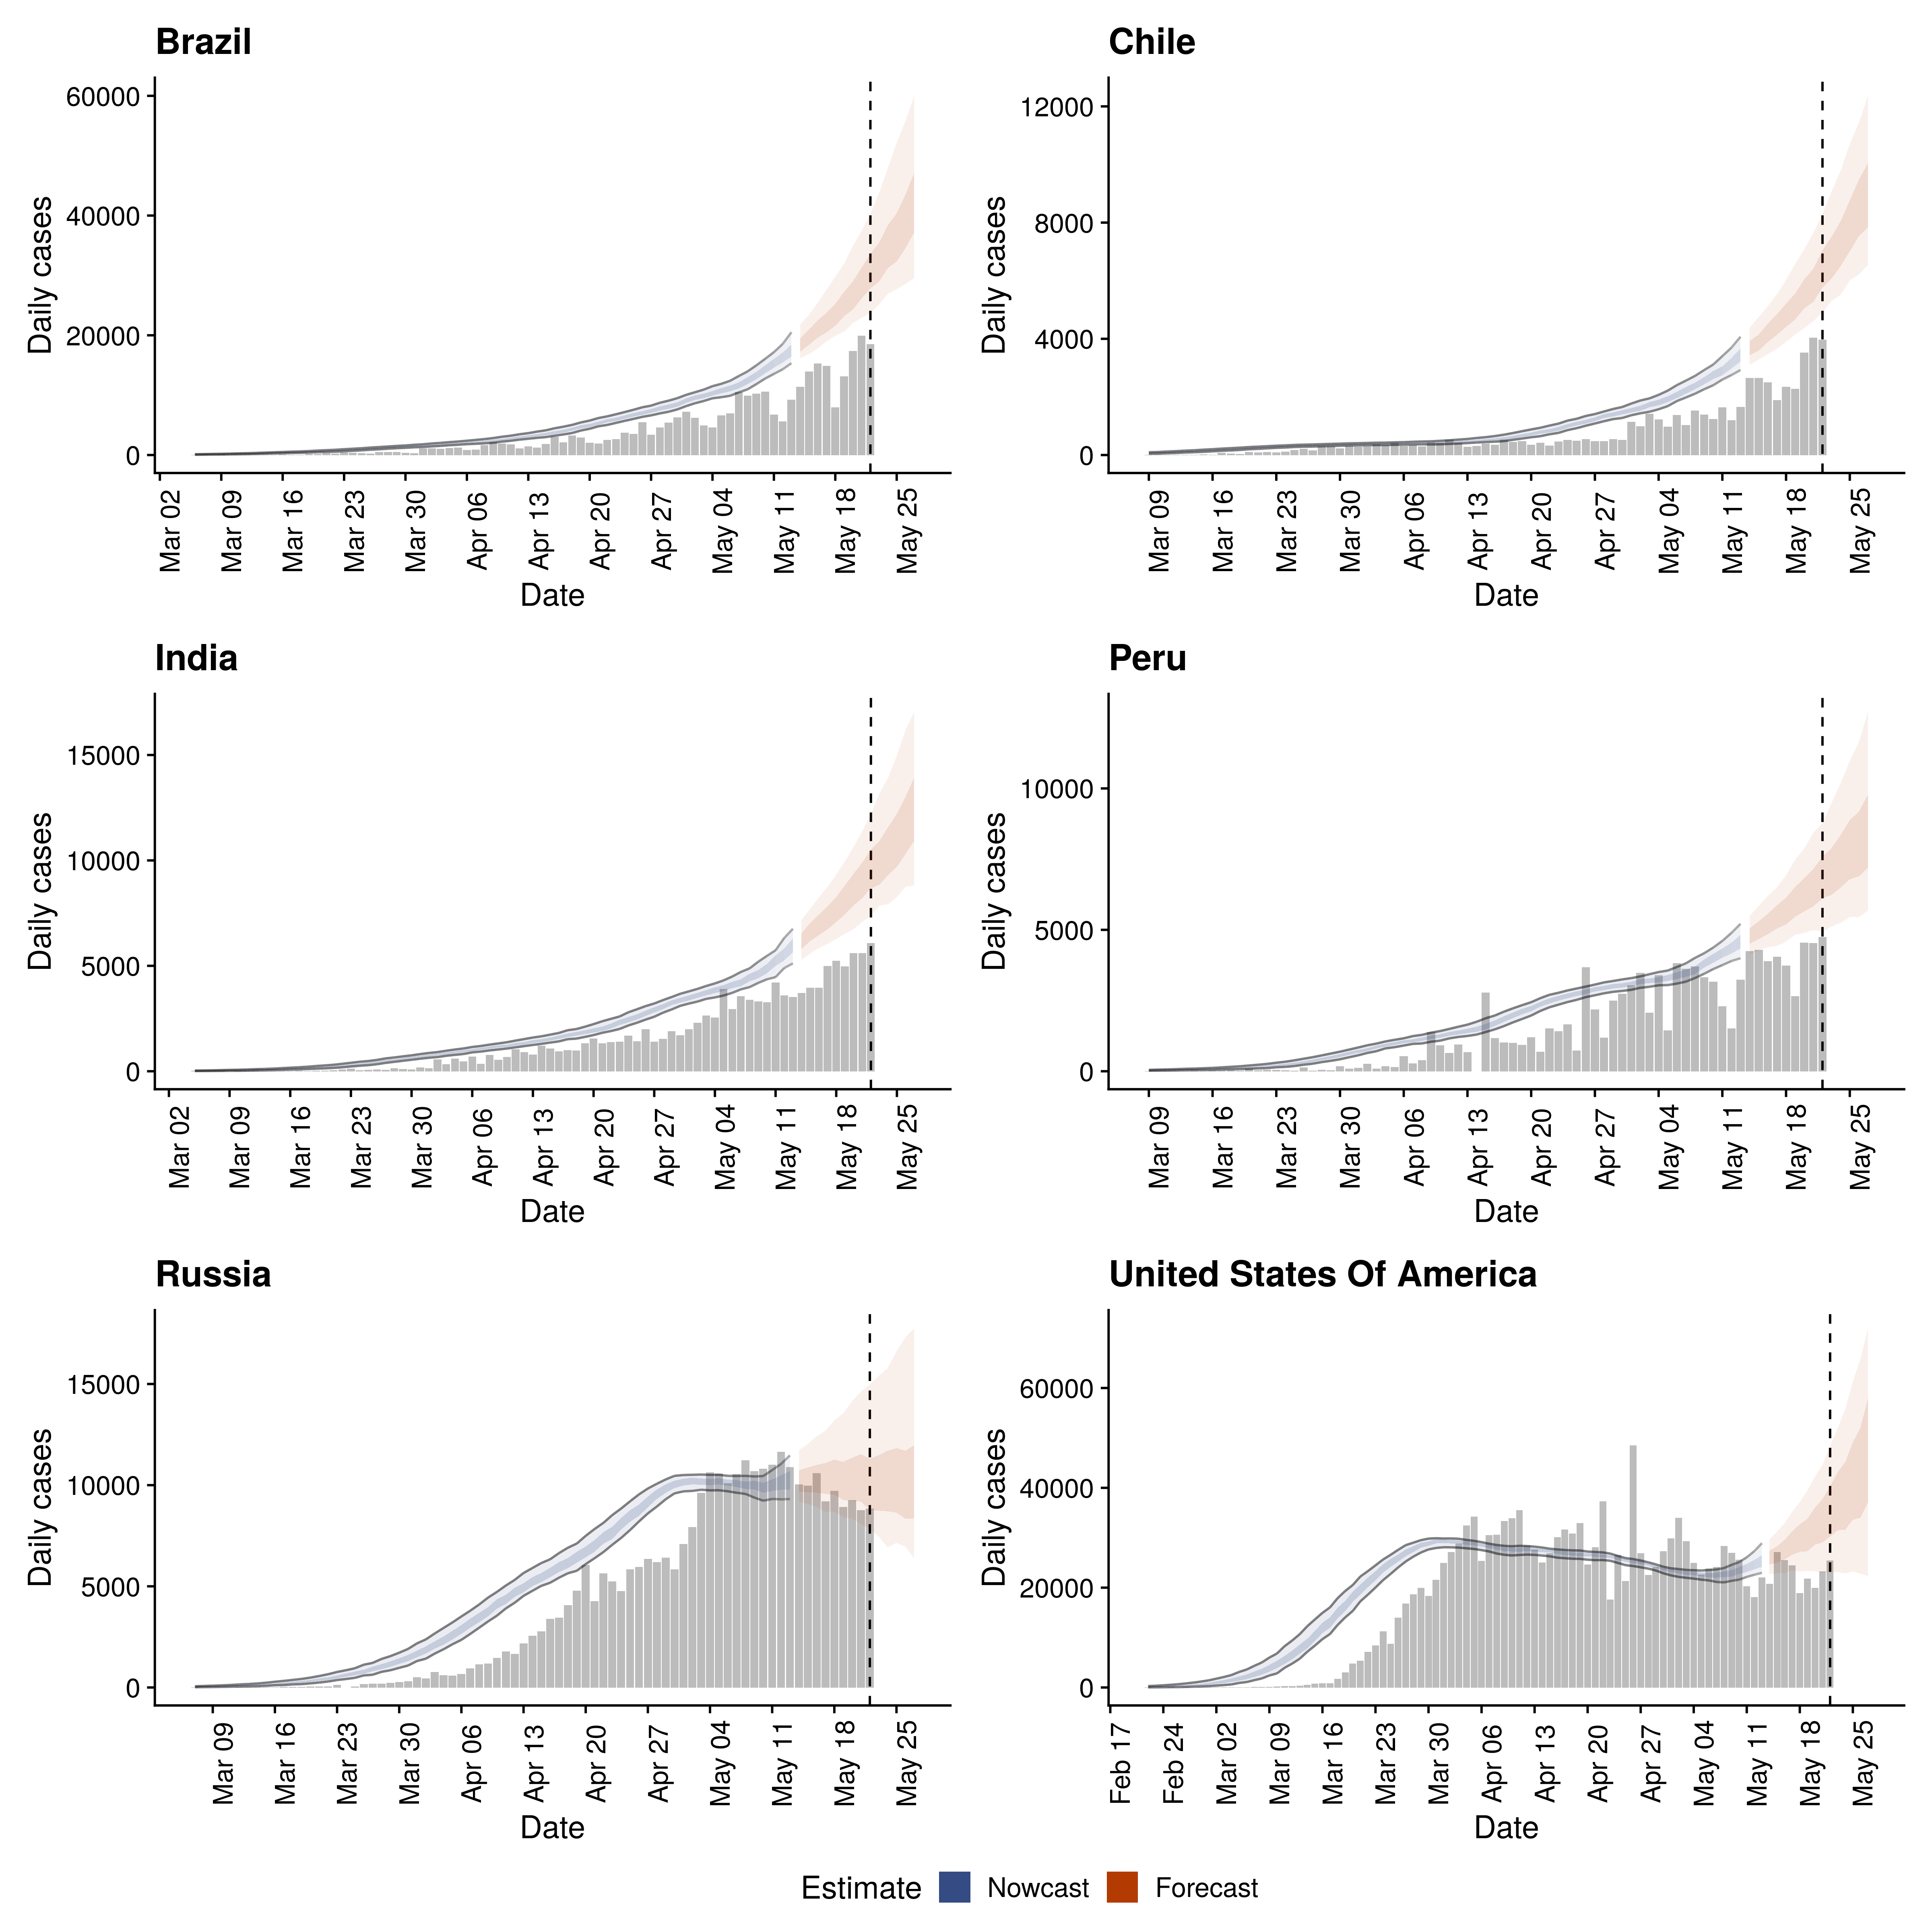 Brazil
Daily cases
60000
40000
20000
0
Mar 02
Mar 09
Mar 16
Mar 23
Mar 30
Apr 06
Apr 13
Apr 20
Apr 27
May 04
May 11
May 18
May 25
Date
Chile
Daily cases
12000
8000
4000
0
Mar 09
Mar 16
Mar 23
Mar 30
Apr 06
Apr 13
Apr 20
Apr 27
May 04
May 11
May 18
May 25
Date
India
Daily cases
15000
10000
5000
0
Mar 02
Mar 09
Mar 16
Mar 23
Mar 30
Apr 06
Apr 13
Apr 20
Apr 27
May 04
May 11
May 18
May 25
Date
Peru
Daily cases
10000
5000
0
Mar 09
Mar 16
Mar 23
Mar 30
Apr 06
Apr 13
Apr 20
Apr 27
May 04
May 11
May 18
May 25
Date
Russia
Daily cases
15000
10000
5000
0
Mar 09
Mar 16
Mar 23
Mar 30
Apr 06
Apr 13
Apr 20
Apr 27
May 04
May 11
May 18
May 25
Date
United States Of America
Daily cases
60000
40000
20000
0
Feb 17
Feb 24
Mar 02
Mar 09
Mar 16
Mar 23
Mar 30
Apr 06
Apr 13
Apr 20
Apr 27
May 04
May 11
May 18
May 25
Date
Estimate Nowcast Forecast